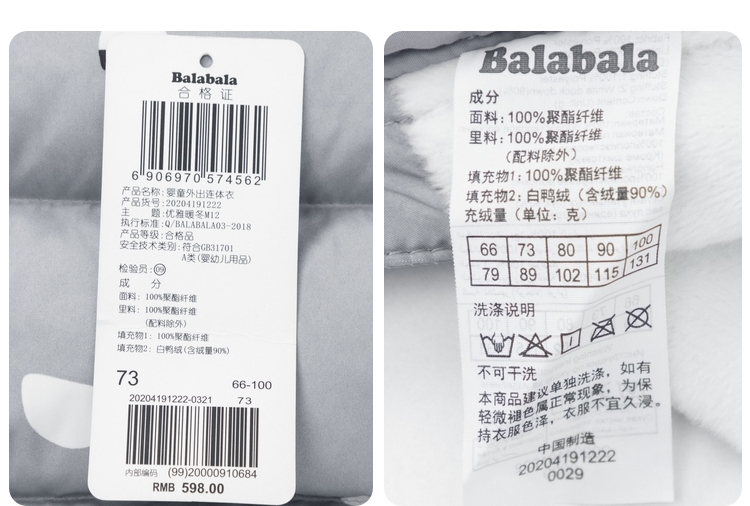 Balabala
合格证
6 906970 574562
产品名称:婴童外出连体衣
产品货号:20204191222
主 题:优雅暖冬M12
执行标准:Q/BALABALA03-2018
产品等级:合格品
安全技术类别:符合GB31701
A类(婴幼儿用品)
检验员:09
成 分
面料: 100%聚酯纤维
里料: 100%聚酯纤维
(配料除外)
填充物1: 100%聚酯纤维
填充物2: 白鸭绒(含绒量90%)
73 66-100
20204191222-0321 73
内部编码 (99)20000910684
RMB 598.00
Balabala
成分
面料:100%聚酯纤维
里料:100%聚酯纤维
(配料除外)
填充物1:100%聚酯纤维
填充物2:白鸭绒(含绒量90%)
充绒量(单位:克)
66 73 80 90 100
79 89 102 115 131
洗涤说明
不可干洗
本商品建议单独洗涤,如有
轻微褪色属正常现象,为保
持衣服色泽,衣服不宜久浸。
中国制造
20204191222
0029